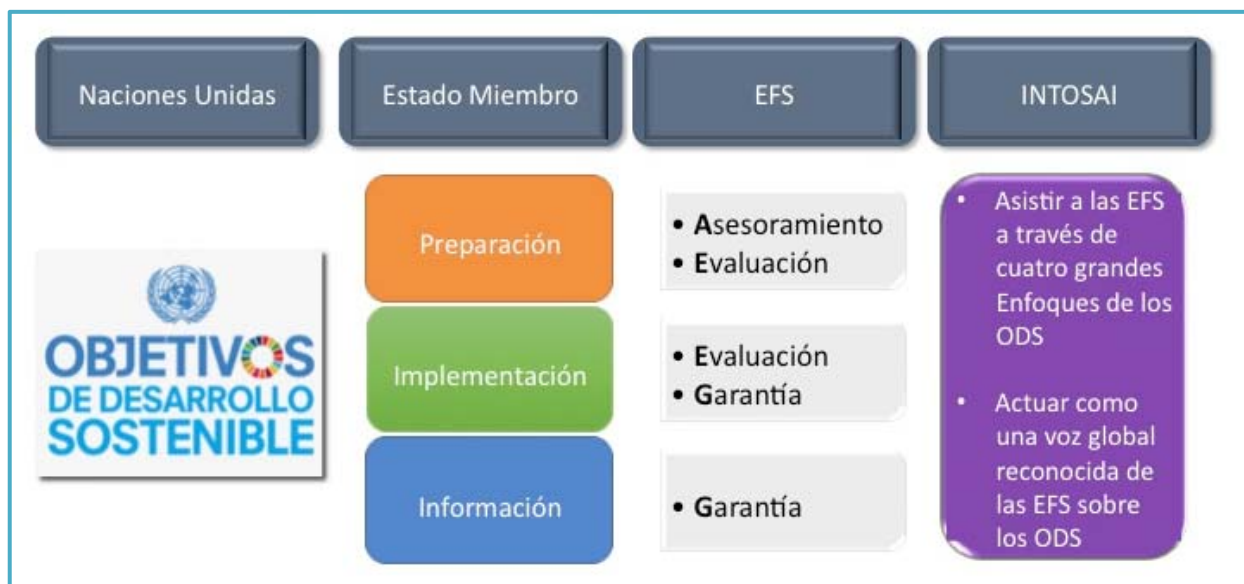 Naciones Unidas
Estado Miembro
EFS
INTOSAI
OBJETIVOS
DE DESARROLLO
SOSTENIBLE
Preparación
Implementación
Información
• Asesoramiento
• Evaluación
• Evaluación
• Garantía
• Garantía
• Asistir a las EFS
a través de
cuatro grandes
Enfoques de los
ODS
• Actuar como
una voz global
reconocida de
las EFS sobre
los ODS